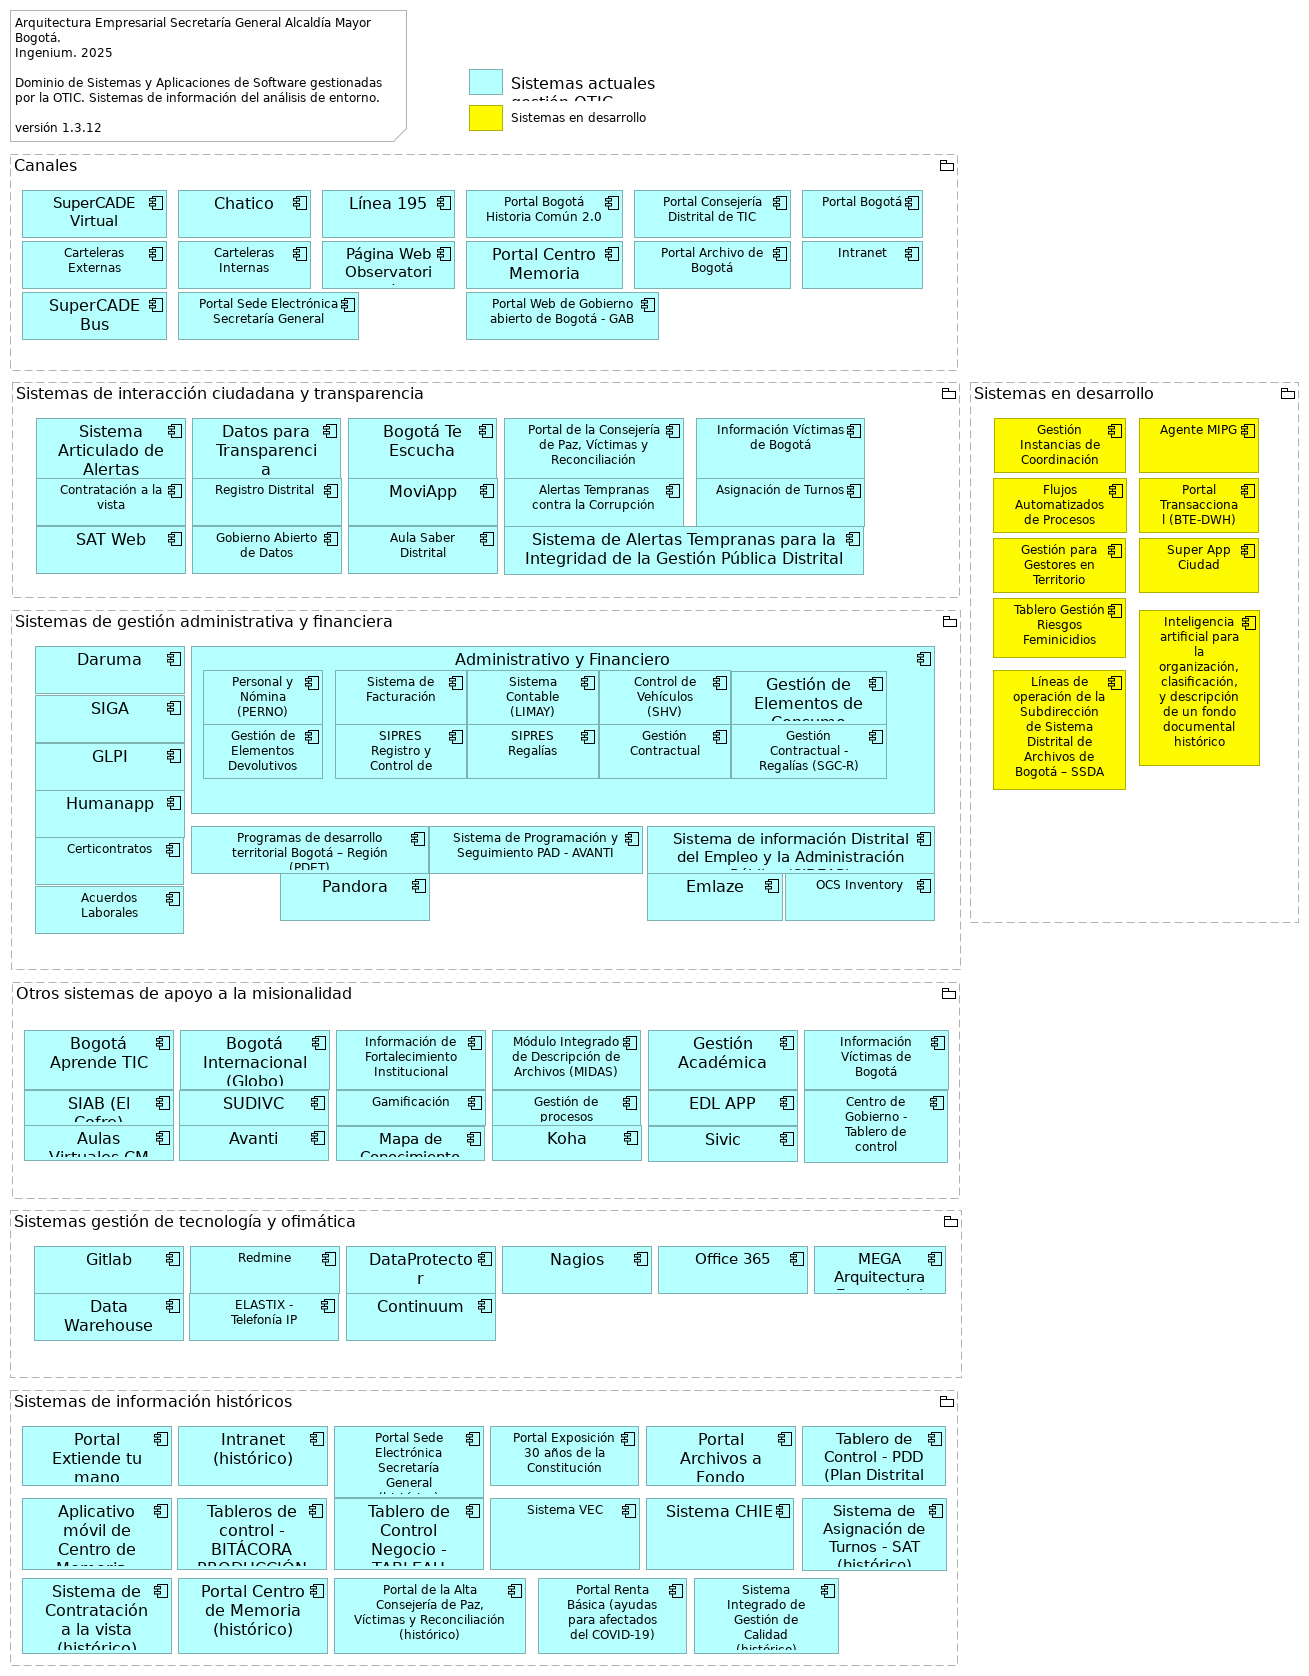 Arquitectura Empresarial Secretaría General Alcaldía Mayor
Bogotá.
Ingenium. 2025
Dominio de Sistemas y Aplicaciones de Software gestionadas
por la OTIC. Sistemas de información del análisis de entorno.
versión 1.3.12
Sistemas actuales
gestión OTIC
Sistemas en desarrollo
Canales
SuperCADE
Virtual
Chatico
Línea 195
Portal Bogotá
Historia Común 2.0
Portal Consejería
Distrital de TIC
Portal Bogotá
Carteleras
Externas
Carteleras
Internas
Página Web
Observatori
Portal Centro
Memoria
Portal Archivo de
Bogotá
Intranet
SuperCADE
Bus
Portal Sede Electrónica
Secretaría General
Portal Web de Gobierno
abierto de Bogotá - GAB
Sistemas de interacción ciudadana y transparencia
Sistema
Articulado de
Alertas
Datos para
Transparenci
a
Bogotá Te
Escucha
Portal de la Consejería
de Paz, Víctimas y
Reconciliación
Información Víctimas
de Bogotá
Contratación a la
vista
Registro Distrital
MoviApp
Alertas Tempranas
contra la Corrupción
Asignación de Turnos
SAT Web
Gobierno Abierto
de Datos
Aula Saber
Distrital
Sistema de Alertas Tempranas para la
Integridad de la Gestión Pública Distrital
Sistemas en desarrollo
Gestión
Instancias de
Coordinación
Agente MIPG
Flujos
Automatizados
de Procesos
Portal
Transacciona
l (BTE-DWH)
Gestión para
Gestores en
Territorio
Super App
Ciudad
Tablero Gestión
Riesgos
Feminicidios
Inteligencia
artificial para
la
organización,
clasificación,
y descripción
de un fondo
documental
histórico
Líneas de
operación de la
Subdirección
de Sistema
Distrital de
Archivos de
Bogotá – SSDA
Sistemas de gestión administrativa y financiera
Daruma
SIGA
GLPI
Humanapp
Certicontratos
Acuerdos
Laborales
Administrativo y Financiero
Personal y
Nómina
(PERNO)
Sistema de
Facturación
Sistema
Contable
(LIMAY)
Control de
Vehículos
(SHV)
Gestión de
Elementos de
Consumo
Gestión de
Elementos
Devolutivos
SIPRES
Registro y
Control de
SIPRES
Regalías
Gestión
Contractual
Gestión
Contractual -
Regalías (SGC-R)
Programas de desarrollo
territorial Bogotá – Región
(PDET)
Sistema de Programación y
Seguimiento PAD - AVANTI
Sistema de información Distrital
del Empleo y la Administración
Pública (SIDEAP)
Pandora
Emlaze
OCS Inventory
Otros sistemas de apoyo a la misionalidad
Bogotá
Aprende TIC
Bogotá
Internacional
(Globo)
Información de
Fortalecimiento
Institucional
Módulo Integrado
de Descripción de
Archivos (MIDAS)
Gestión
Académica
Información
Víctimas de
Bogotá
SIAB (El
Cofre)
SUDIVC
Gamificación
Gestión de
procesos
EDL APP
Centro de
Gobierno -
Tablero de
control
Aulas
Virtuales CM
Avanti
Mapa de
Conocimiento
Koha
Sivic
Sistemas gestión de tecnología y ofimática
Gitlab
Redmine
DataProtecto
r
Nagios
Office 365
MEGA
Arquitectura
Data
Warehouse
ELASTIX -
Telefonía IP
Continuum
Sistemas de información históricos
Portal
Extiende tu
mano
Intranet
(histórico)
Portal Sede
Electrónica
Secretaría
General
(histórico)
Portal Exposición
30 años de la
Constitución
Portal
Archivos a
Fondo
Tablero de
Control - PDD
(Plan Distrital
Aplicativo
móvil de
Centro de
Memoria
Tableros de
control -
BITÁCORA
PRODUCCIÓN
Tablero de
Control
Negocio -
TABLEAU
Sistema VEC
Sistema CHIE
Sistema de
Asignación de
Turnos - SAT
(histórico)
Sistema de
Contratación
a la vista
(histórico)
Portal Centro
de Memoria
(histórico)
Portal de la Alta
Consejería de Paz,
Víctimas y Reconciliación
(histórico)
Portal Renta
Básica (ayudas
para afectados
del COVID-19)
Sistema
Integrado de
Gestión de
Calidad
(histórico)